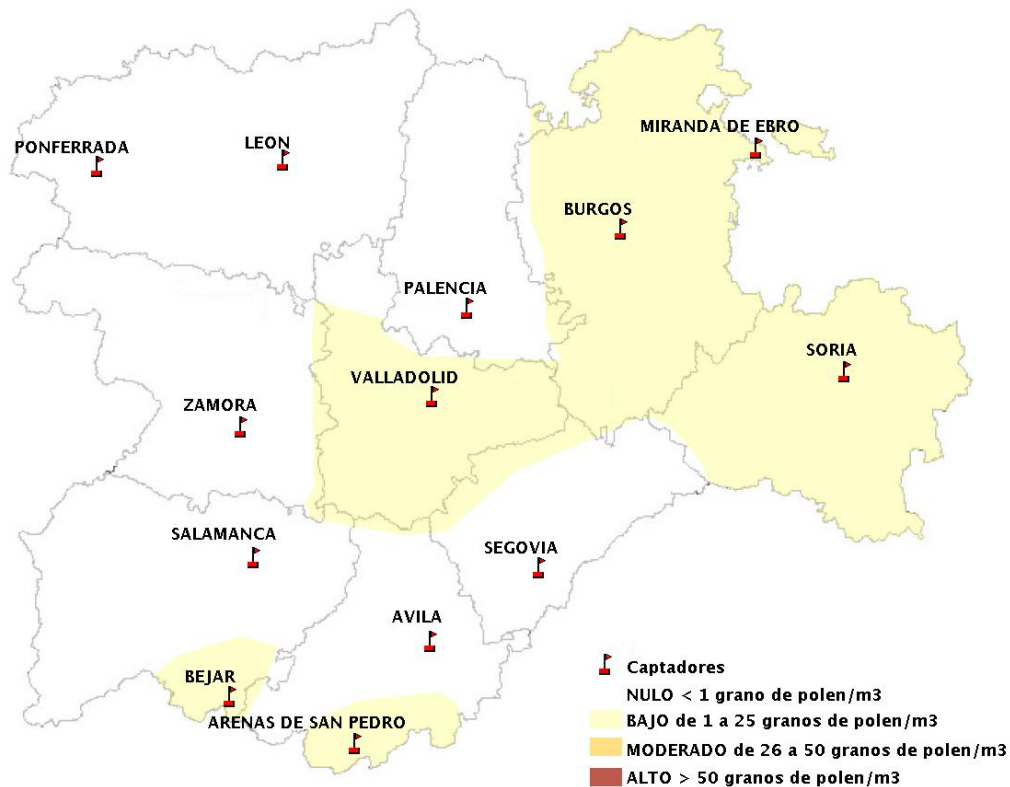 MIRANDA DE EBRO
PONFERRADA
LEON
BURGOS
PALENCIA
SORIA
VALLADOLID
ZAMORA
SALAMANCA
SEGOVIA
AVILA
BEJAR
ARENAS DE SAN PEDRO
Captadores
NULO < 1 grano de polen/m3
BAJO de 1 a 25 granos de polen/m3
MODERADO de 26 a 50 granos de polen/m3
ALTO > 50 granos de polen/m3